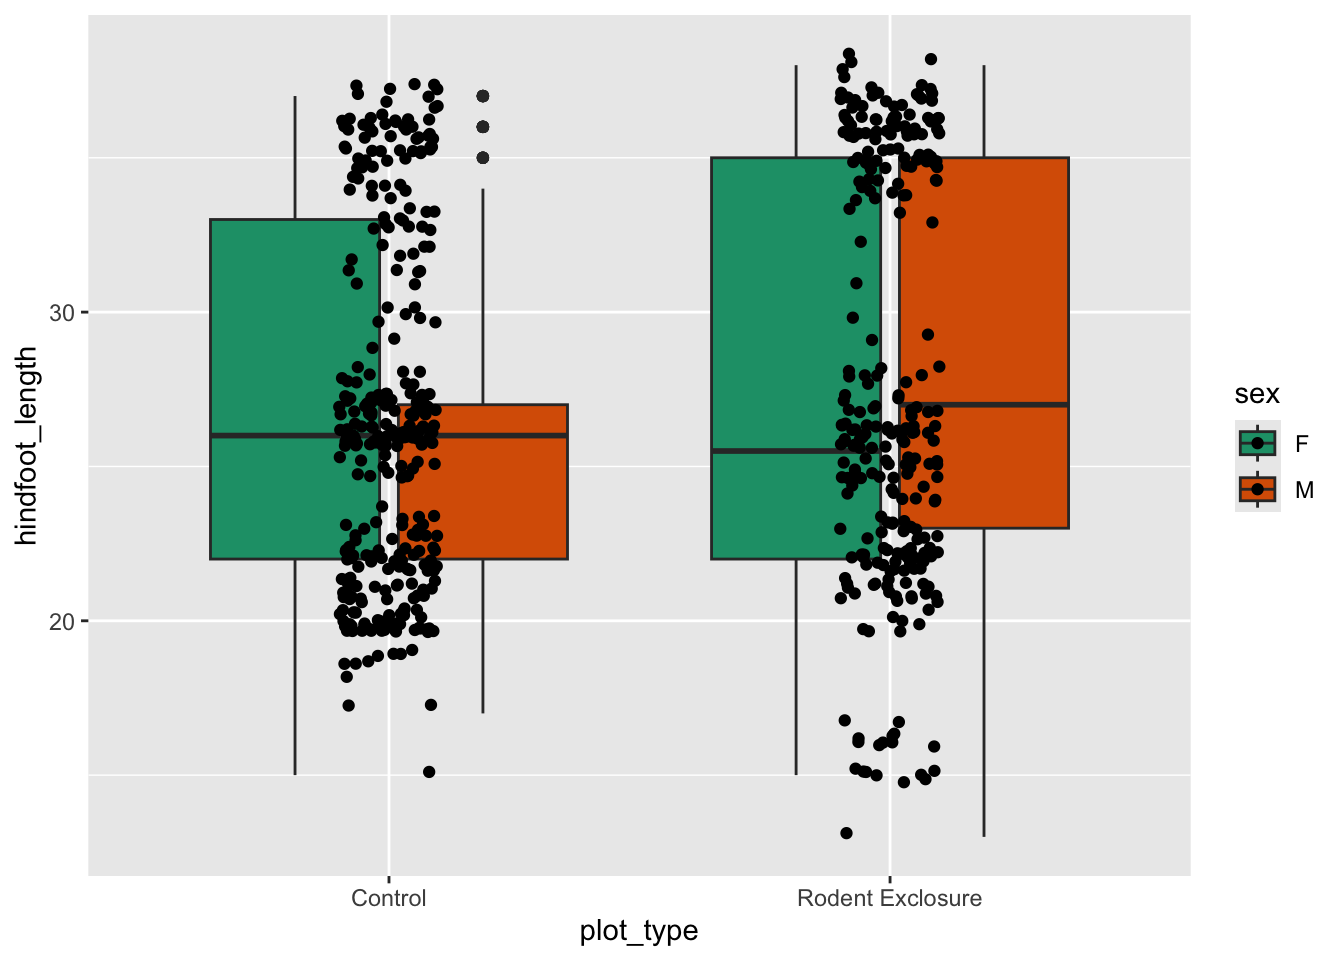 hindfoot_length
30
20
Control
Rodent Exclosure
plot_type
sex
F
M